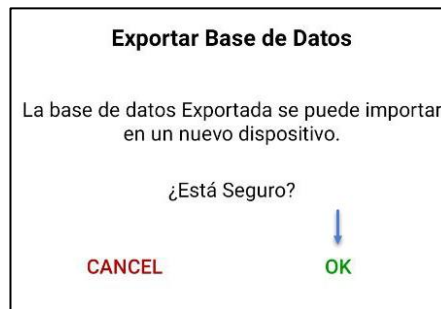 Exportar Base de Datos
La base de datos Exportada se puede importar
en un nuevo dispositivo.
¿Está Seguro?
CANCEL OK